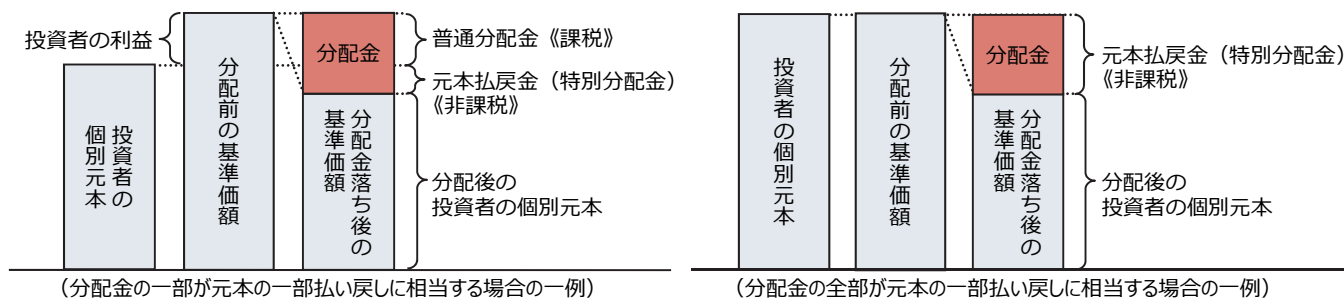 投資者の利益
投資者の
個別元本
分配前の基準価額
分配金
分配金落ち後の
基準価額
普通分配金《課税》
元本払戻金（特別分配金）
《非課税》
分配後の
投資者の個別元本
（分配金の一部が元本の一部払い戻しに相当する場合の一例）
投資者の個別元本
分配前の基準価額
分配金
分配金落ち後の
基準価額
元本払戻金（特別分配金）
《非課税》
分配後の
投資者の個別元本
（分配金の全部が元本の一部払い戻しに相当する場合の一例）